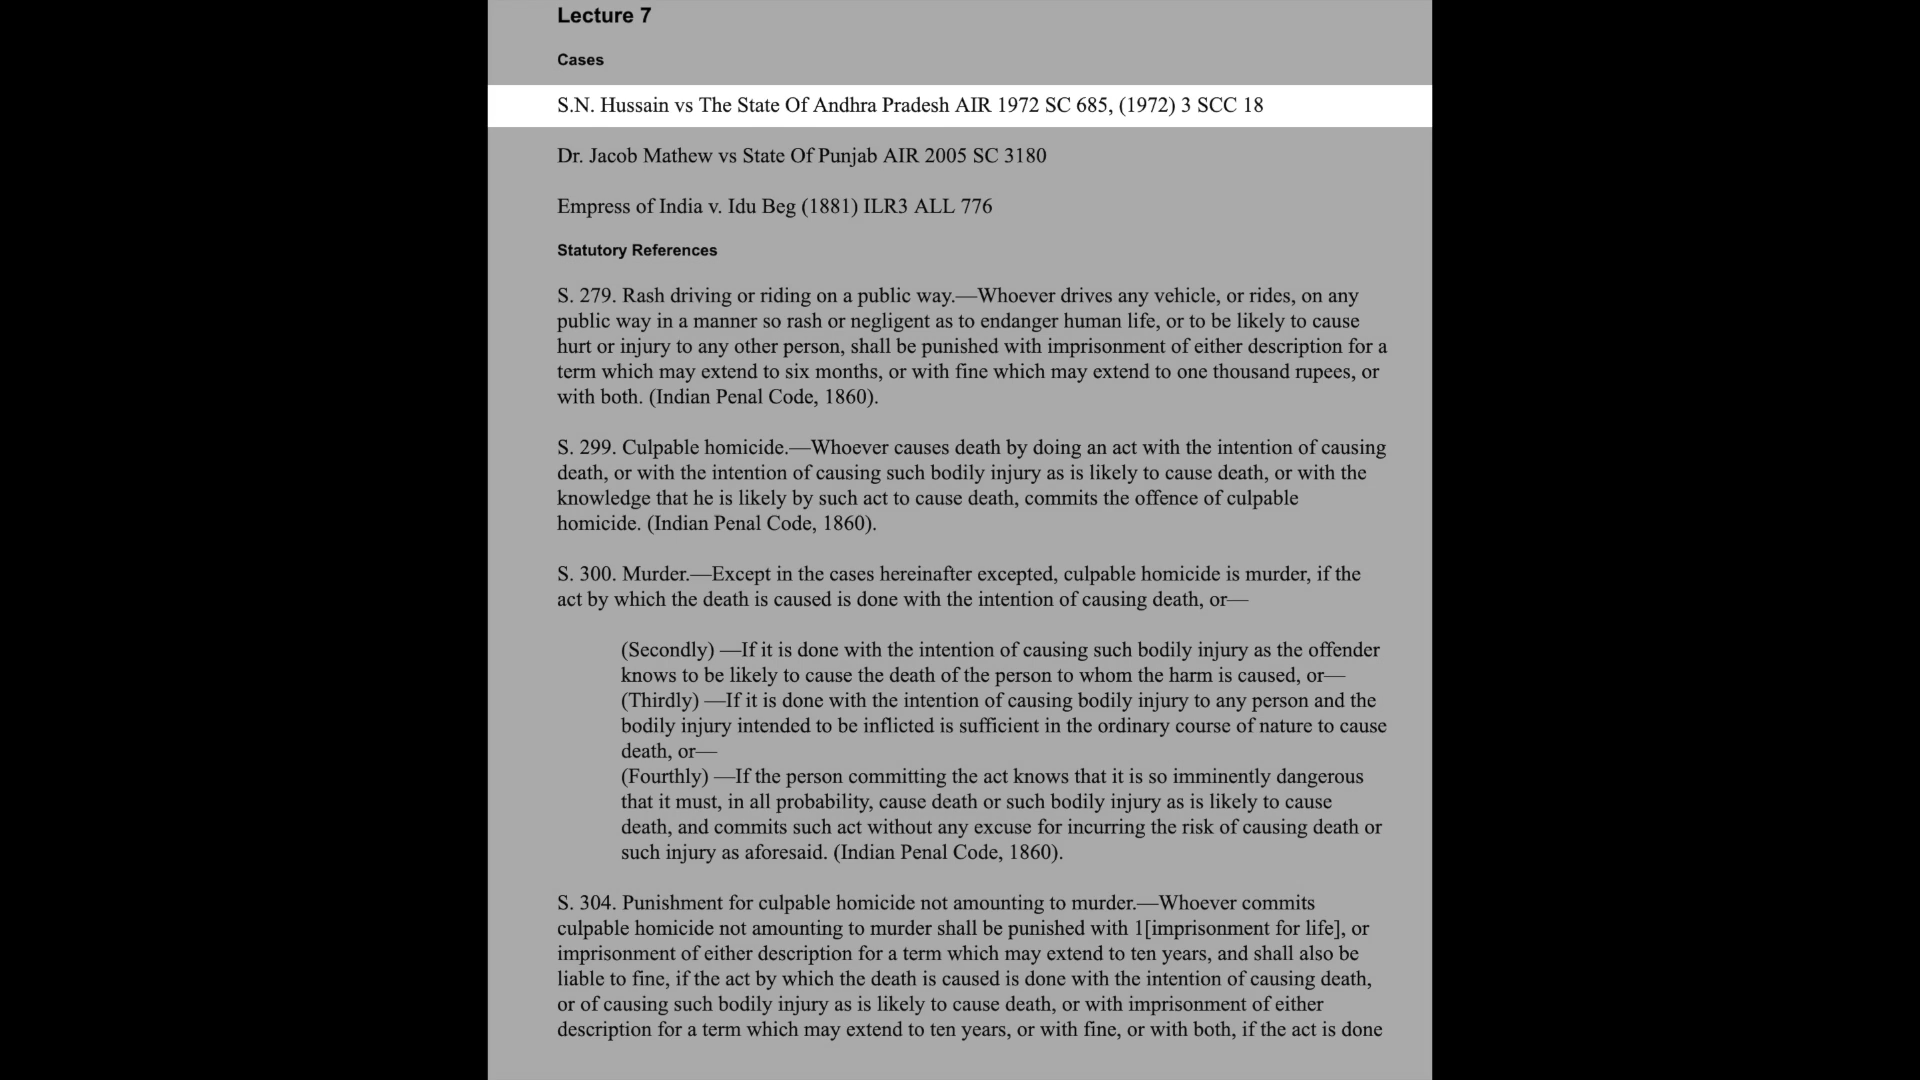 Lecture 7
Cases
S.N. Hussain vs The State Of Andhra Pradesh AIR 1972 SC 685, (1972) 3 SCC 18
Dr. Jacob Mathew vs State Of Punjab AIR 2005 SC 3180
Empress of India v. Idu Beg (1881) ILR3 ALL 776
Statutory References
S. 279. Rash driving or riding on a public way.—Whoever drives any vehicle, or rides, on any
public way in a manner so rash or negligent as to endanger human life, or to be likely to cause
hurt or injury to any other person, shall be punished with imprisonment of either description for a
term which may extend to six months, or with fine which may extend to one thousand rupees, or
with both. (Indian Penal Code, 1860).
S. 299. Culpable homicide.—Whoever causes death by doing an act with the intention of causing
death, or with the intention of causing such bodily injury as is likely to cause death, or with the
knowledge that he is likely by such act to cause death, commits the offence of culpable
homicide. (Indian Penal Code, 1860).
S. 300. Murder.—Except in the cases hereinafter excepted, culpable homicide is murder, if the
act by which the death is caused is done with the intention of causing death, or—
(Secondly) —If it is done with the intention of causing such bodily injury as the offender
knows to be likely to cause the death of the person to whom the harm is caused, or—
(Thirdly) —If it is done with the intention of causing bodily injury to any person and the
bodily injury intended to be inflicted is sufficient in the ordinary course of nature to cause
death, or—
(Fourthly) —If the person committing the act knows that it is so imminently dangerous
that it must, in all probability, cause death or such bodily injury as is likely to cause
death, and commits such act without any excuse for incurring the risk of causing death or
such injury as aforesaid. (Indian Penal Code, 1860).
S. 304. Punishment for culpable homicide not amounting to murder.—Whoever commits
culpable homicide not amounting to murder shall be punished with 1[imprisonment for life], or
imprisonment of either description for a term which may extend to ten years, and shall also be
liable to fine, if the act by which the death is caused is done with the intention of causing death,
or of causing such bodily injury as is likely to cause death, or with imprisonment of either
description for a term which may extend to ten years, or with fine, or with both, if the act is done